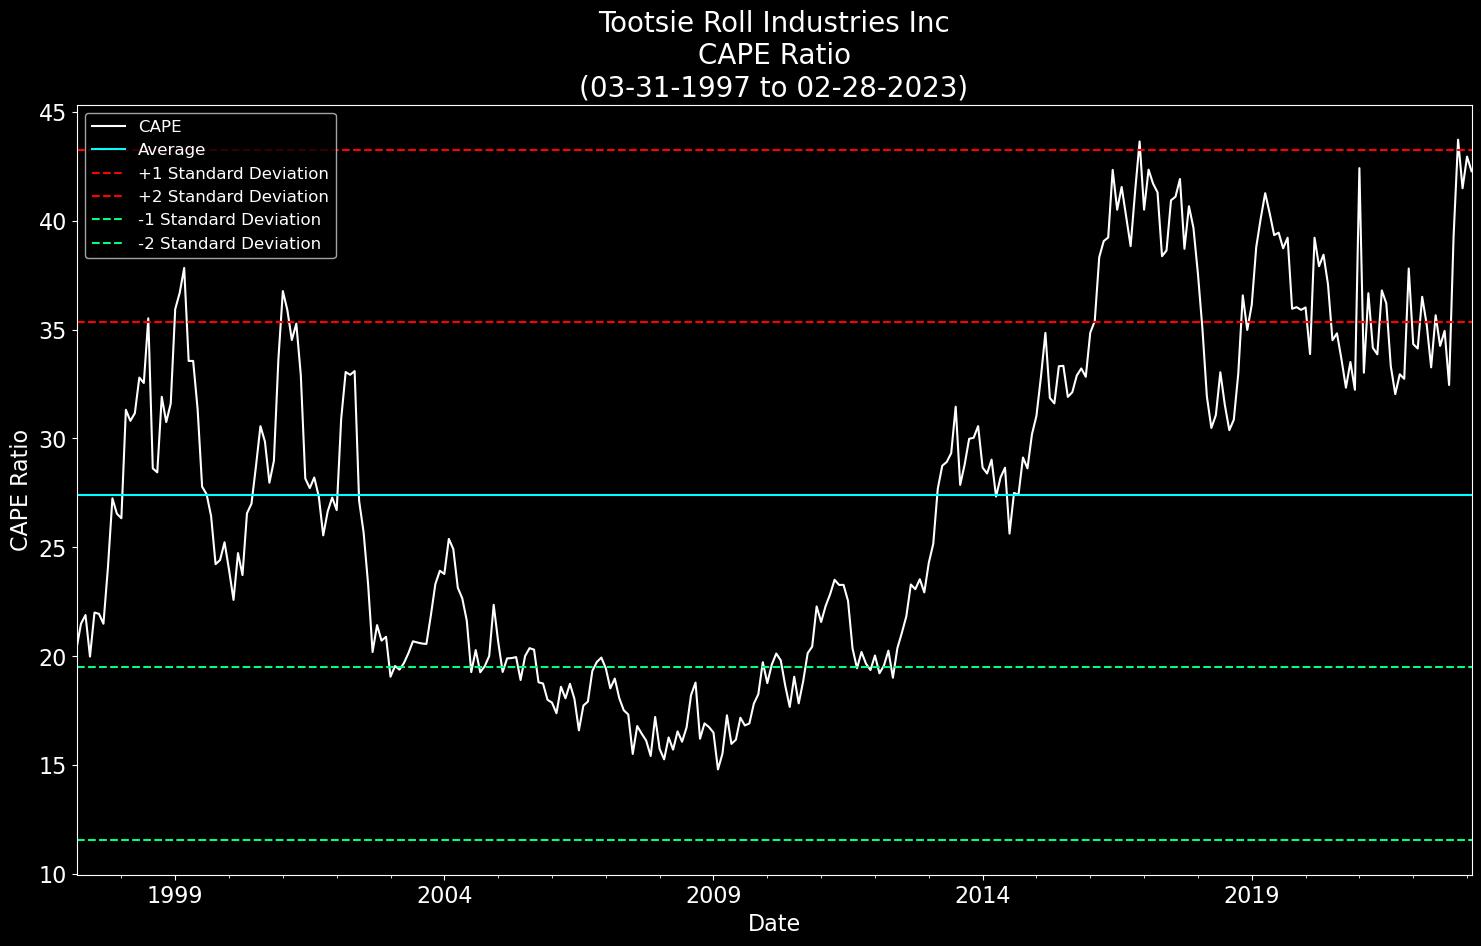 Tootsie Roll Industries Inc
CAPE Ratio
(03-31-1997 to 02-28-2023)
CAPE
Average
+1 Standard Deviation
+2 Standard Deviation
-1 Standard Deviation
-2 Standard Deviation
CAPE Ratio
45
40
35
30
25
20
15
10
1999
2004
2009
2014
2019
Date